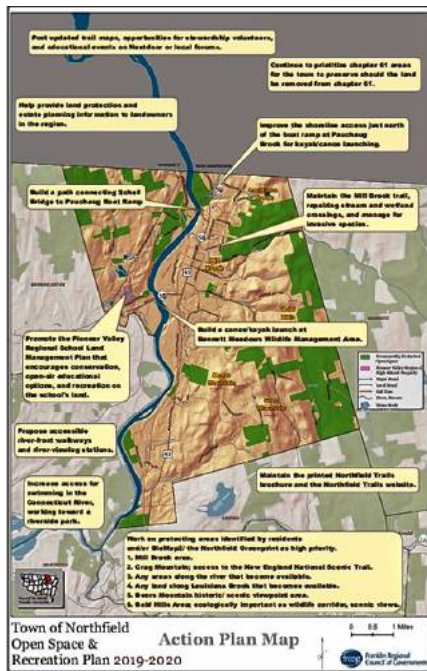 Post updated trail maps, opportunities for stewardship volunteers,
and educational events on Nextdoor or local forums.
Continue to prioritize chapter 61 areas
for the town to preserve should the land
be removed from chapter 61.
Help provide land protection and
estate planning information to landowners
in the region.
Improve the shoreline access just north
of the boat ramp at Pauchaug
Brook for kayak/canoe launching.
Build a path connecting Schell
Bridge to Pauchaug Boat Ramp
Maintain the Mill Brook trail,
repairing stream and wetland
crossings, and manage for
invasive species.
Build a canoe/kayak launch at
Bennett Meadows Wildlife Management Area.
Promote the Pioneer Valley
Regional School Land
Management Plan that
encourages conservation,
open-air educational
options, and recreation on
the school's land.
Propose accessible
river-front walkways
and river-viewing stations.
Increase access for
swimming in the
Connecticut River,
working toward a
riverside park.
Maintain the printed Northfield Trails
brochure and the Northfield Trails website.
Work on protecting areas identified by residents
and/or BioMap2/ the Northfield Greenprint as high priority.
1. Mill Brook area.
2. Crag Mountain; access to the New England National Scenic Trail.
3. Any areas along the river that become available.
4. Any land along Louisiana Brook that becomes available.
5. Beers Mountain historic/ scenic viewpoint area.
6. Bald Hills Area; ecologically important as wildlife corridor, scenic views.
Town of Northfield
Open Space &
Recreation Plan 2019-2020
Action Plan Map
0 0.5 1 Miles
Franklin Regional
Council of Governments